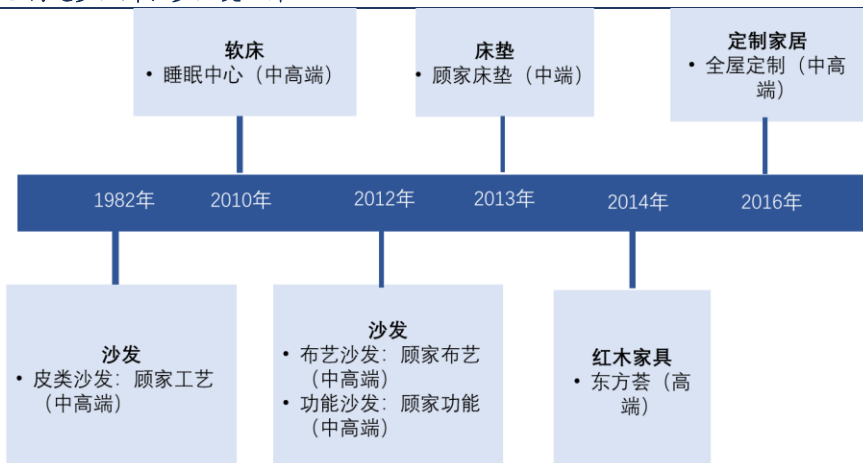 软床
• 睡眠中心（中高端）
床垫
• 顾家床垫（中端）
定制家居
• 全屋定制（中高
端）
1982年
2010年
2012年
2013年
2014年
2016年
沙发
• 皮类沙发：顾家工艺
（中高端）
沙发
• 布艺沙发：顾家布艺
（中高端）
• 功能沙发：顾家功能
（中高端）
红木家具
• 东方荟（高
端）